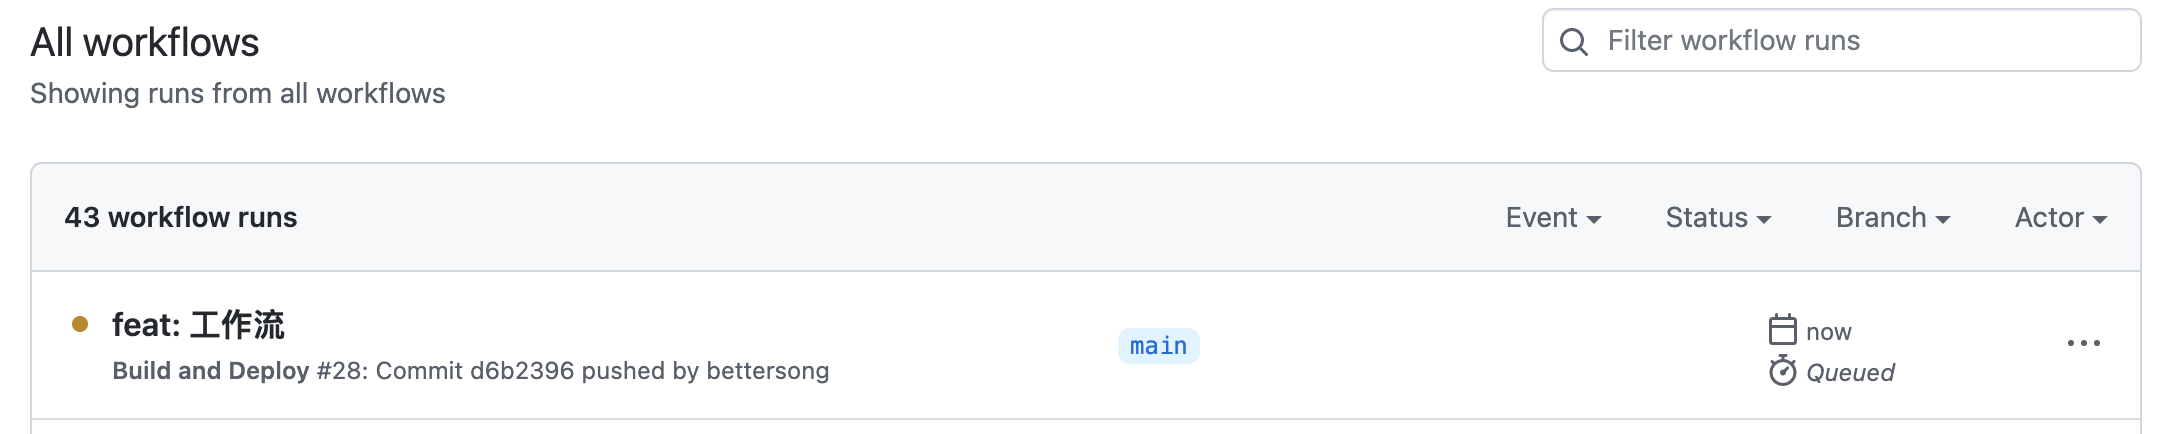 All workflows
Filter workflow runs
Showing runs from all workflows
43 workflow runs
Event
Status
Branch
Actor
feat: 工作流
Build and Deploy #28: Commit d6b2396 pushed by bettersong
main
now
Queued